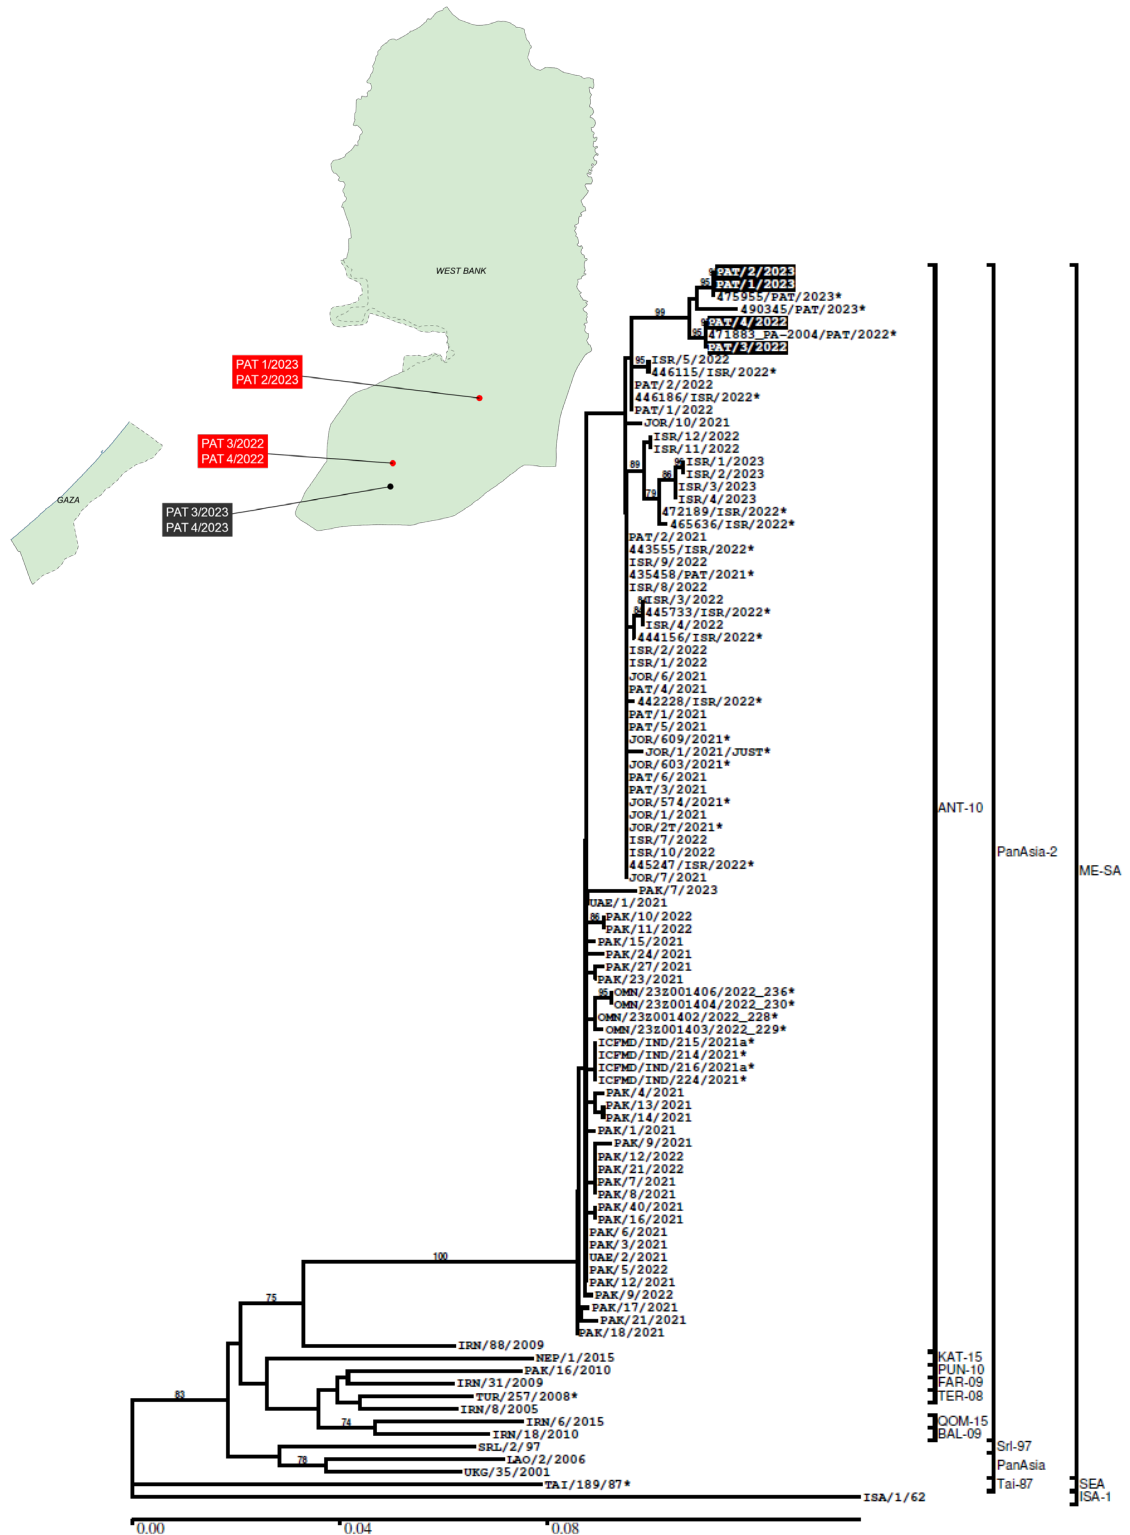 WEST BANK
PAT 1/2023
PAT 2/2023
PAT 3/2022
PAT 4/2022
GAZA
PAT 3/2023
PAT 4/2023
PAT/2/2023
95
PAT/1/2023
475955/PAT/2023*
490345/PAT/2023*
99
PAT/4/2022
95
471883_PA-2004/PAT/2022*
PAT/3/2022
95
ISR/5/2022
446115/ISR/2022*
PAT/2/2022
446186/ISR/2022*
PAT/1/2022
JOR/10/2021
ISR/12/2022
ISR/11/2022
89
ISR/1/2023
86
ISR/2/2023
ISR/3/2023
79
ISR/4/2023
472189/ISR/2022*
465636/ISR/2022*
PAT/2/2021
443555/ISR/2022*
ISR/9/2022
435458/PAT/2021*
ISR/8/2022
ISR/3/2022
445733/ISR/2022*
ISR/4/2022
444156/ISR/2022*
ISR/2/2022
ISR/1/2022
JOR/6/2021
PAT/4/2021
442228/ISR/2022*
PAT/1/2021
PAT/5/2021
JOR/609/2021*
JOR/1/2021/JUST*
JOR/603/2021*
PAT/6/2021
PAT/3/2021
JOR/574/2021*
ANT-10
JOR/1/2021
JOR/2T/2021*
ISR/7/2022
ISR/10/2022
PanAsia-2
445247/ISR/2022*
ME-SA
JOR/7/2021
PAK/7/2023
UAE/1/2021
86
PAK/10/2022
PAK/11/2022
PAK/15/2021
PAK/24/2021
PAK/27/2021
PAK/23/2021
95
OMN/23Z001406/2022_236*
OMN/23Z001404/2022_230*
OMN/23Z001402/2022_228*
OMN/23Z001403/2022_229*
ICFMD/IND/215/2021a*
ICFMD/IND/214/2021*
ICFMD/IND/216/2021a*
ICFMD/IND/224/2021*
PAK/4/2021
PAK/13/2021
PAK/14/2021
PAK/1/2021
PAK/9/2021
PAK/12/2022
PAK/21/2022
PAK/7/2021
PAK/8/2021
PAK/40/2021
PAK/16/2021
PAK/6/2021
PAK/3/2021
100
UAE/2/2021
PAK/5/2022
PAK/12/2021
PAK/9/2022
75
PAK/17/2021
PAK/21/2021
PAK/18/2021
IRN/88/2009
NEP/1/2015
KAT-15
PAK/16/2010
PUN-10
IRN/31/2009
FAR-09
83
TUR/257/2008*
TER-08
IRN/8/2005
74
IRN/6/2015
QOM-15
IRN/18/2010
BAL-09
SRL/2/97
Srl-97
78
LAO/2/2006
PanAsia
UKG/35/2001
TAI/189/87*
Tai-87
SEA
ISA/1/62
ISA-1
0.00
0.04
0.08